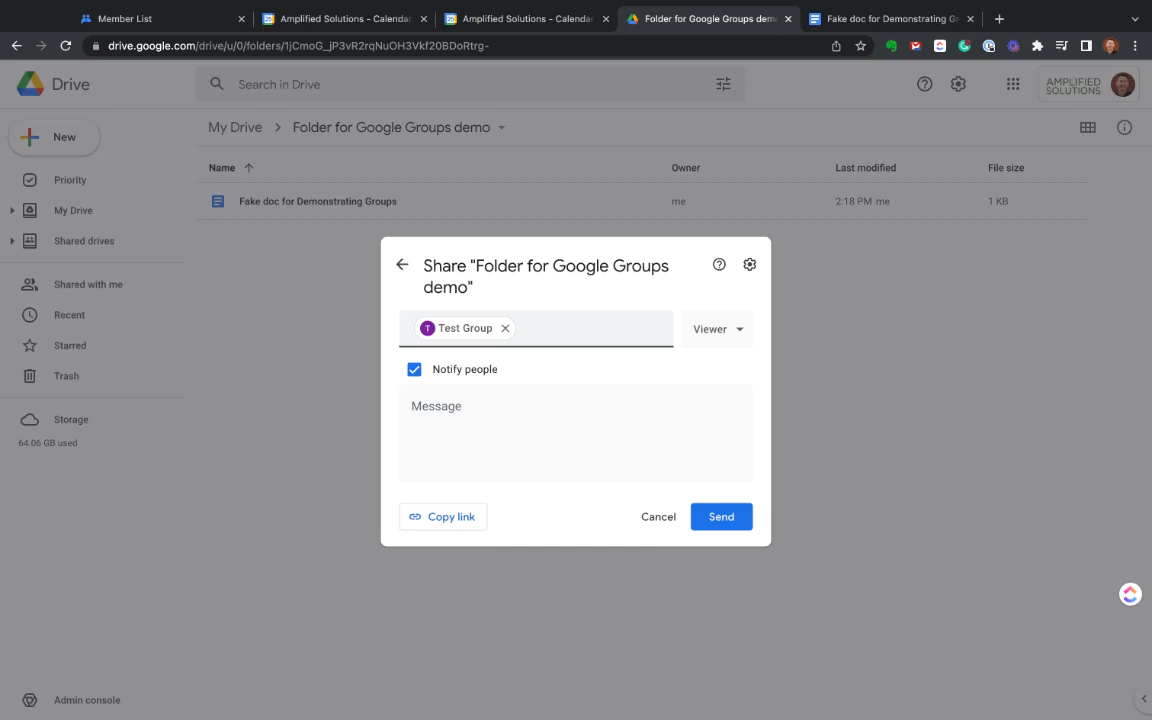 Member List
Amplified Solutions - Calendar
Amplified Solutions - Calendar
Folder for Google Groups demo
Fake doc for Demonstrating Gr
drive.google.com/drive/u/0/folders/1jCmoG_jP3vR2rqNuOH3Vkf20BDoRtrg-
Drive
Search in Drive
AMPLIFIED
SOLUTIONS
New
My Drive
Folder for Google Groups demo
Name
Owner
Last modified
File size
Fake doc for Demonstrating Groups
me
2:18 PM me
1 KB
Priority
My Drive
Shared drives
Shared with me
Recent
Starred
Trash
Storage
64.06 GB used
Admin console
Share "Folder for Google Groups
demo"
T Test Group
Viewer
Notify people
Message
Copy link
Cancel
Send